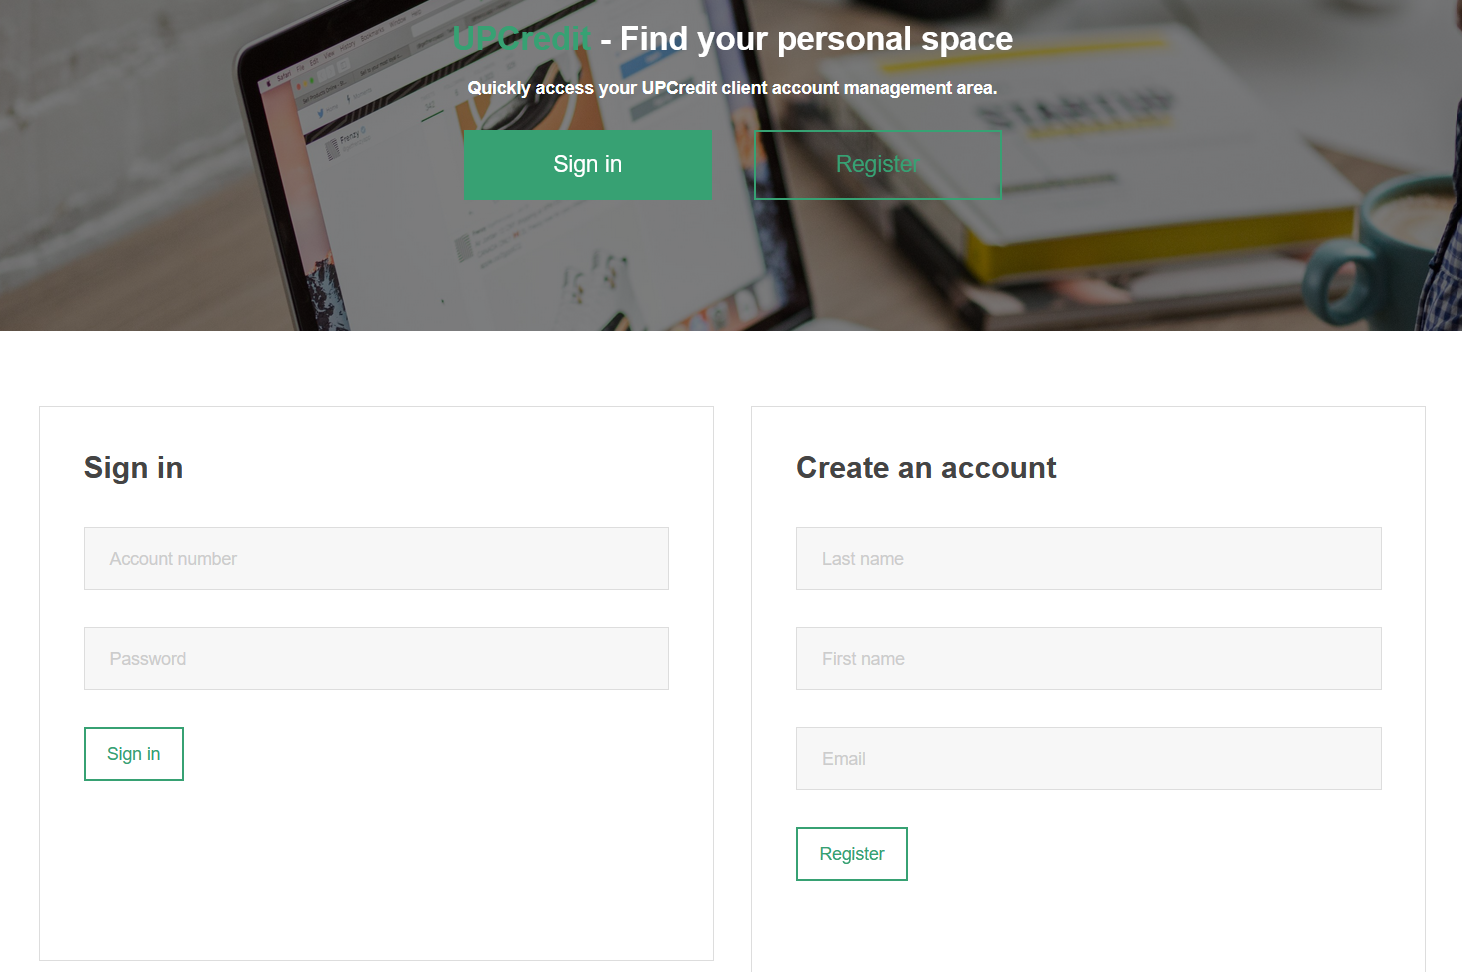 UPCredit - Find your personal space
Quickly access your UPCredit client account management area.
Sign in
Register
STARTUP
Sign in
Account number
Password
Sign in
Create an account
Last name
First name
Email
Register